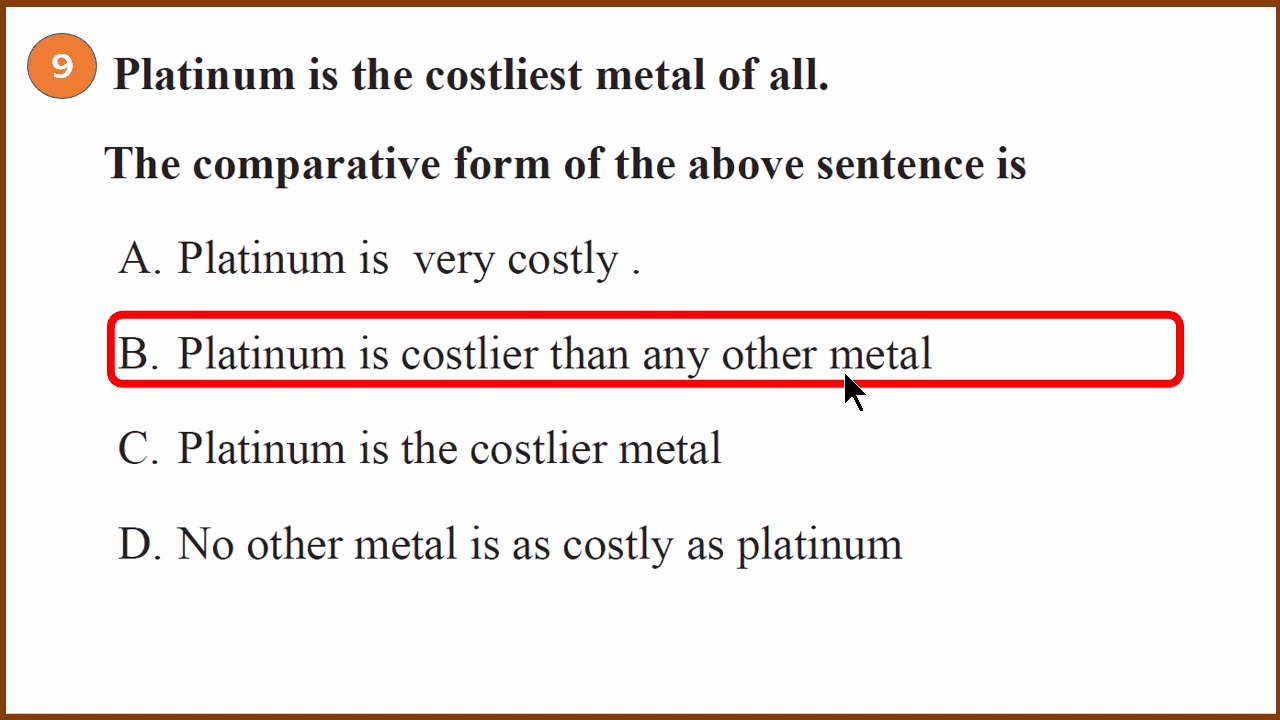 9 Platinum is the costliest metal of all.
The comparative form of the above sentence is
A. Platinum is very costly .
B. Platinum is costlier than any other metal
C. Platinum is the costlier metal
D. No other metal is as costly as platinum